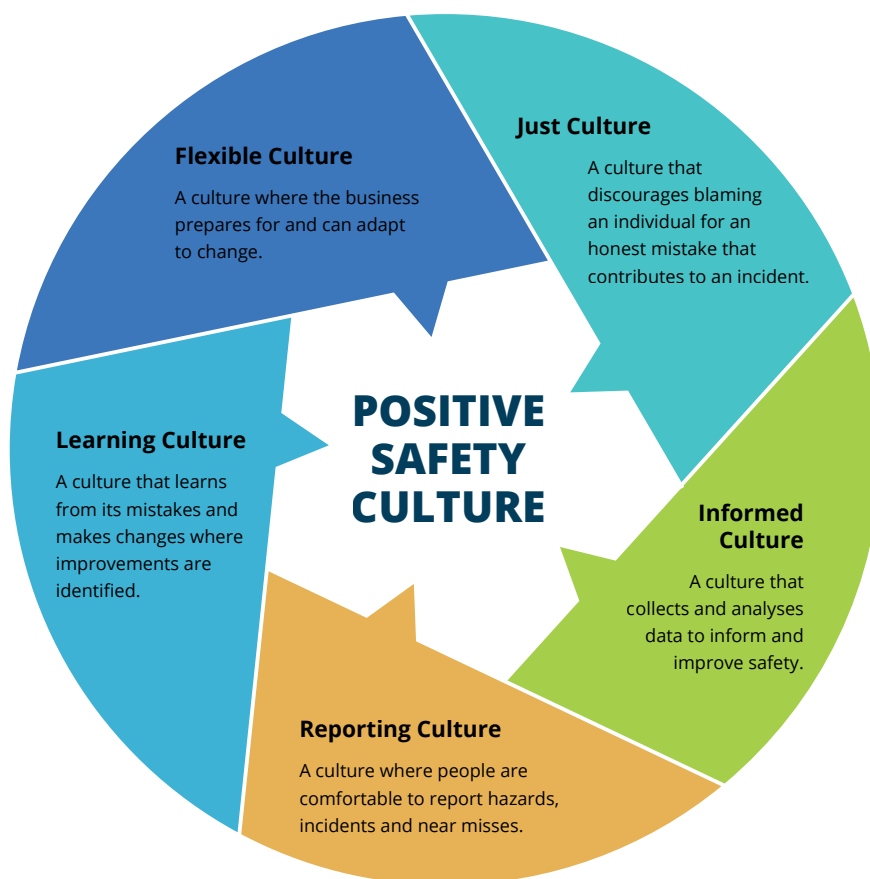 Flexible Culture
A culture where the business
prepares for and can adapt
to change.
Just Culture
A culture that
discourages blaming
an individual for an
honest mistake that
contributes to an incident.
POSITIVE
SAFETY
CULTURE
Learning Culture
A culture that learns
from its mistakes and
makes changes where
improvements are
identified.
Informed
Culture
A culture that
collects and analyses
data to inform and
improve safety.
Reporting Culture
A culture where people are
comfortable to report hazards,
incidents and near misses.